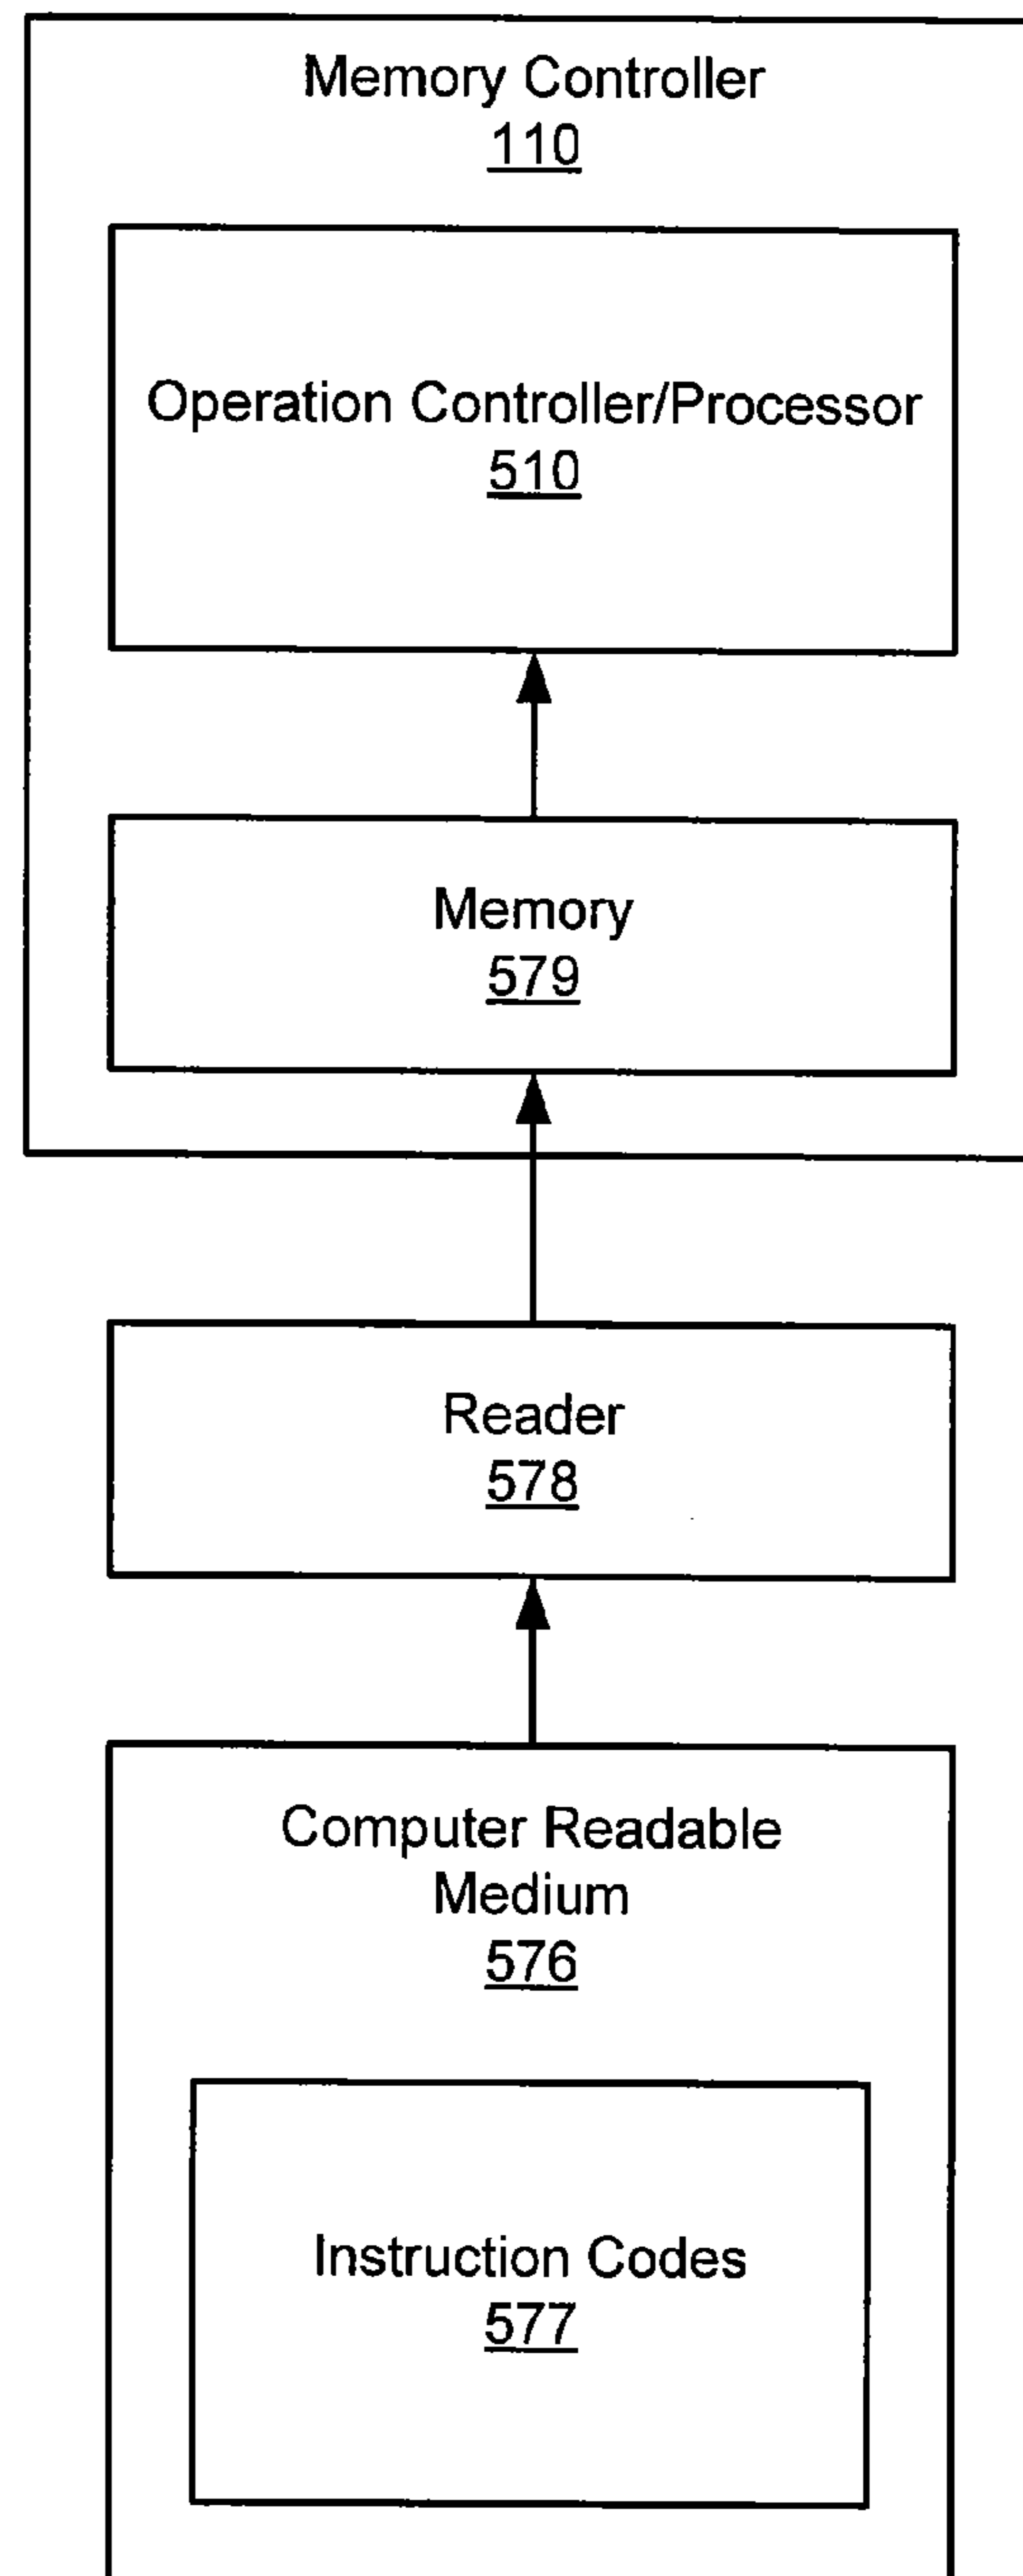 Memory Controller
110
Operation Controller/Processor
510
Memory
579
Reader
578
Computer Readable
Medium
576
Instruction Codes
577